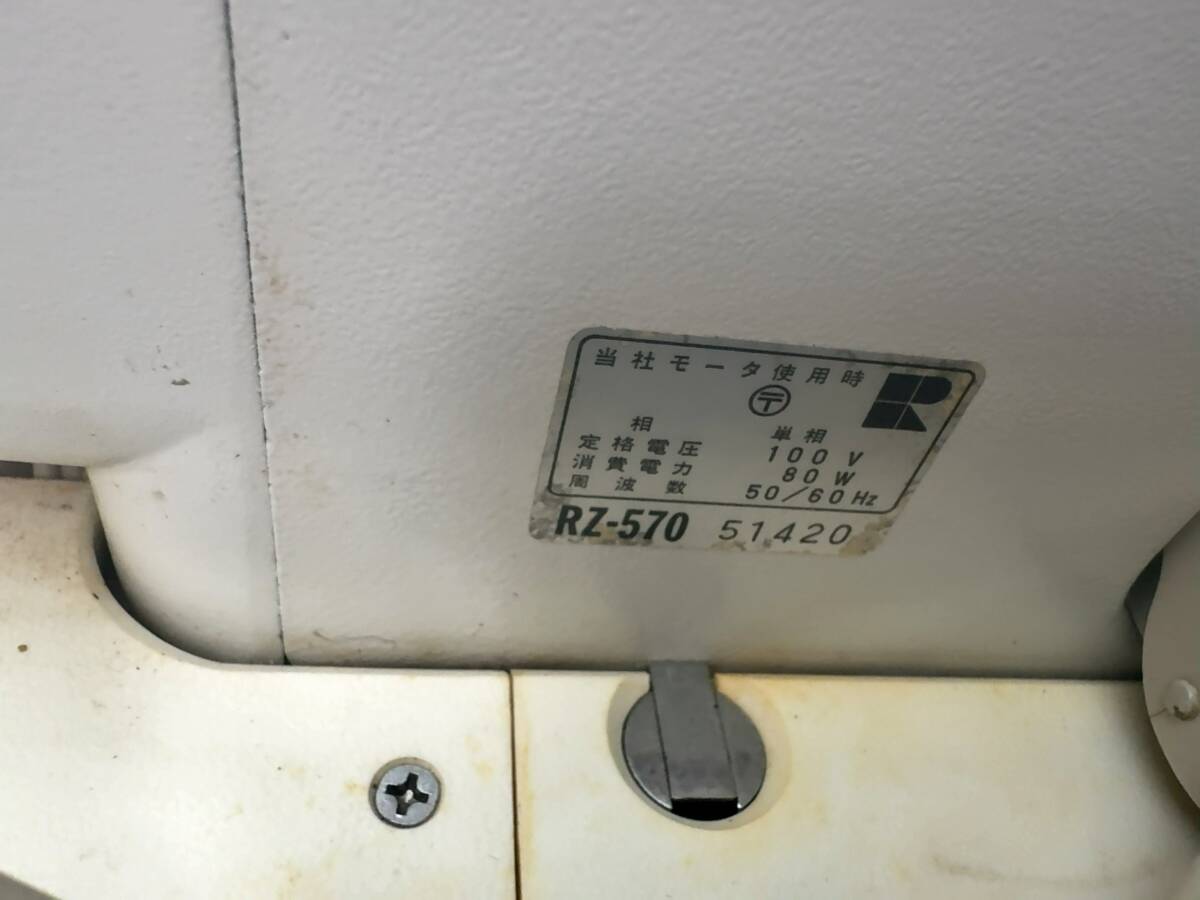 当社モータ使用時
〒
R
相 単相
定格電圧 100 V
消費電力 80 W
周波数 50/60 Hz
RZ-570 51420